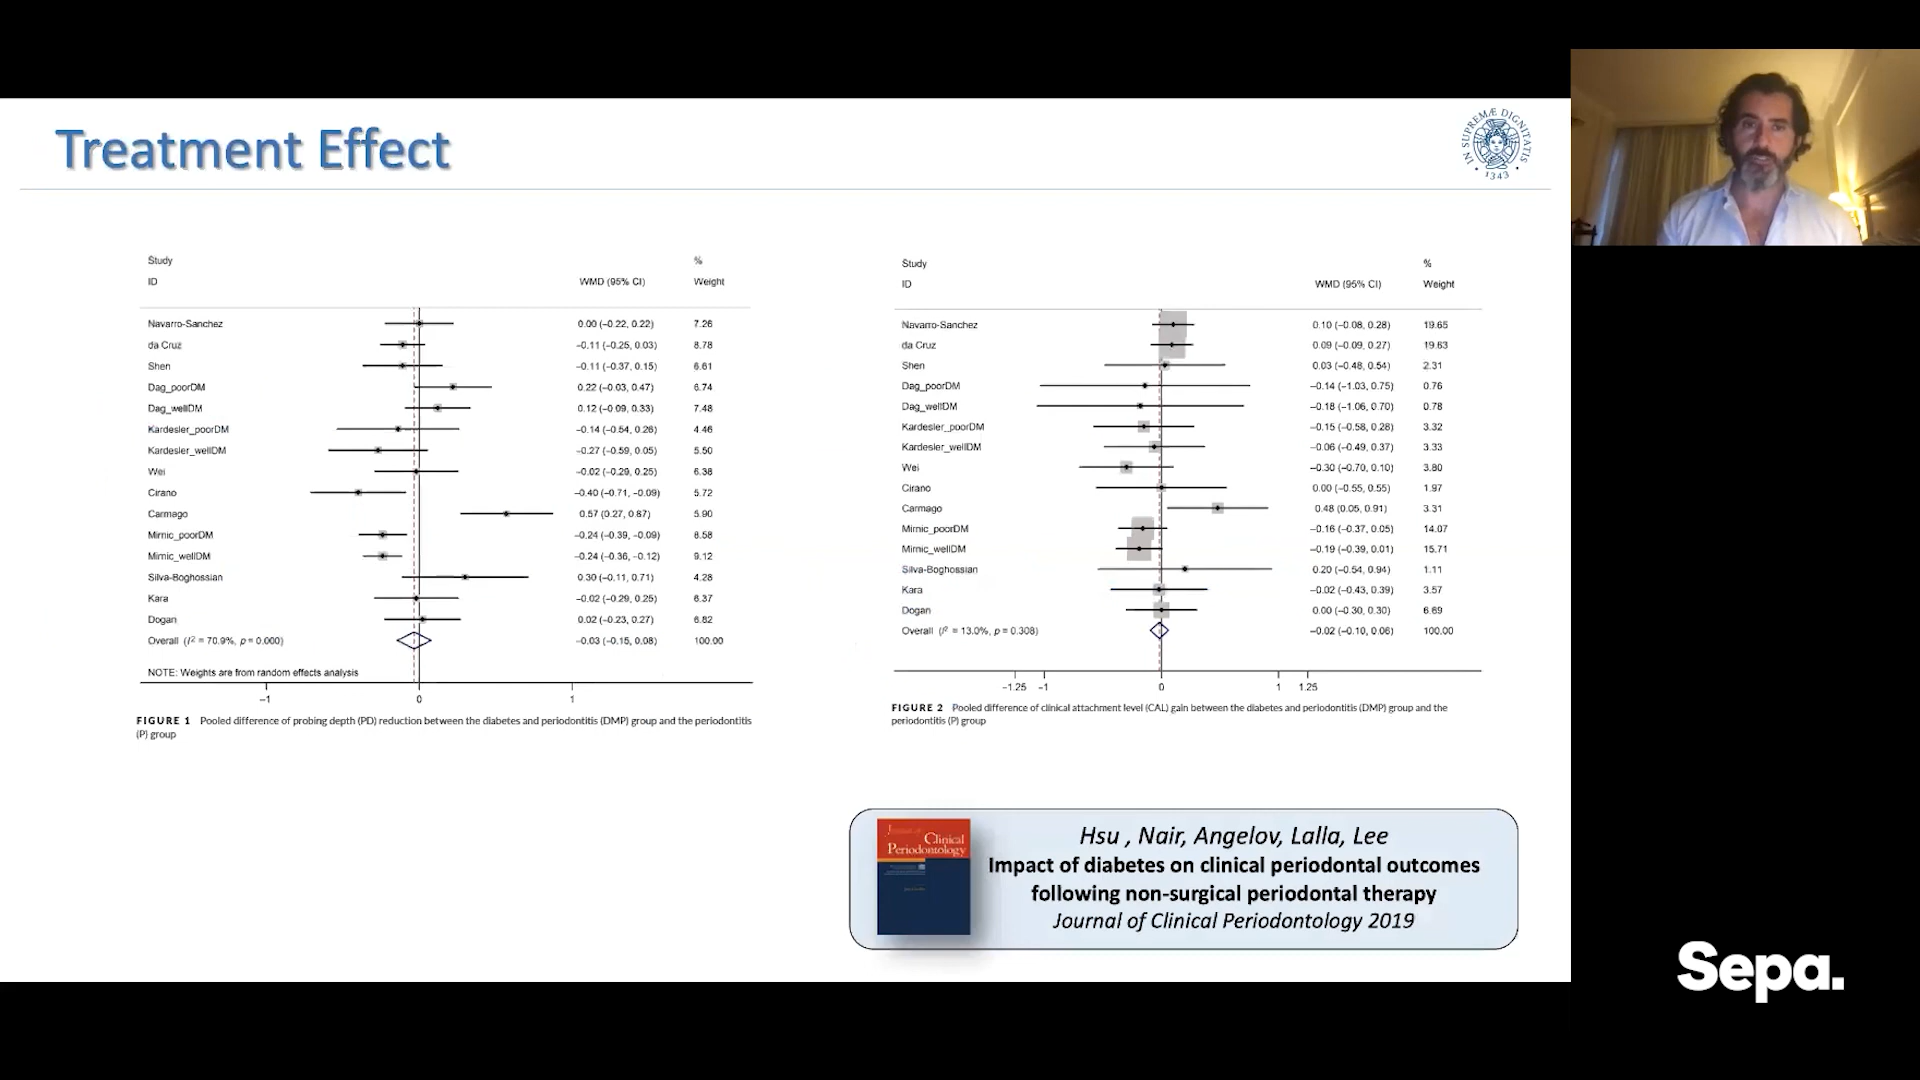 Treatment Effect
IN SUPREMÆ DIGNITATIS
• 1343 •
Study %
ID WMD (95% CI) Weight
Navarro-Sanchez 0.00 (−0.22, 0.22) 7.26
da Cruz −0.11 (−0.25, 0.03) 8.78
Shen −0.11 (−0.37, 0.15) 6.61
Dag_poorDM 0.22 (−0.03, 0.47) 6.74
Dag_wellDM 0.12 (−0.09, 0.33) 7.48
Kardesler_poorDM −0.14 (−0.54, 0.26) 4.46
Kardesler_wellDM −0.27 (−0.59, 0.05) 5.50
Wei −0.02 (−0.29, 0.25) 6.38
Cirano −0.40 (−0.71, −0.09) 5.72
Carmago 0.57 (0.27, 0.87) 5.90
Mirnic_poorDM −0.24 (−0.39, −0.09) 8.58
Mirnic_wellDM −0.24 (−0.36, −0.12) 9.12
Silva-Boghossian 0.30 (−0.11, 0.71) 4.28
Kara −0.02 (−0.29, 0.25) 6.37
Dogan 0.02 (−0.23, 0.27) 6.82
Overall (I² = 70.9%, p = 0.000) −0.03 (−0.15, 0.08) 100.00
NOTE: Weights are from random effects analysis
−1 0 1
FIGURE 1 Pooled difference of probing depth (PD) reduction between the diabetes and periodontitis (DMP) group and the periodontitis
(P) group
Study %
ID WMD (95% CI) Weight
Navarro-Sanchez 0.10 (−0.08, 0.28) 19.65
da Cruz 0.09 (−0.09, 0.27) 19.63
Shen 0.03 (−0.48, 0.54) 2.31
Dag_poorDM −0.14 (−1.03, 0.75) 0.76
Dag_wellDM −0.18 (−1.06, 0.70) 0.78
Kardesler_poorDM −0.15 (−0.58, 0.28) 3.32
Kardesler_wellDM −0.06 (−0.49, 0.37) 3.33
Wei −0.30 (−0.70, 0.10) 3.80
Cirano 0.00 (−0.55, 0.55) 1.97
Carmago 0.48 (0.05, 0.91) 3.31
Mirnic_poorDM −0.16 (−0.37, 0.05) 14.07
Mirnic_wellDM −0.19 (−0.39, 0.01) 15.71
Silva-Boghossian 0.20 (−0.54, 0.94) 1.11
Kara −0.02 (−0.43, 0.39) 3.57
Dogan 0.00 (−0.30, 0.30) 6.69
Overall (I² = 13.0%, p = 0.308) −0.02 (−0.10, 0.06) 100.00
−1.25 −1 0 1 1.25
FIGURE 2 Pooled difference of clinical attachment level (CAL) gain between the diabetes and periodontitis (DMP) group and the
periodontitis (P) group
Journal of
Clinical
Periodontology
Hsu , Nair, Angelov, Lalla, Lee
Impact of diabetes on clinical periodontal outcomes
following non-surgical periodontal therapy
Journal of Clinical Periodontology 2019
Sepa.